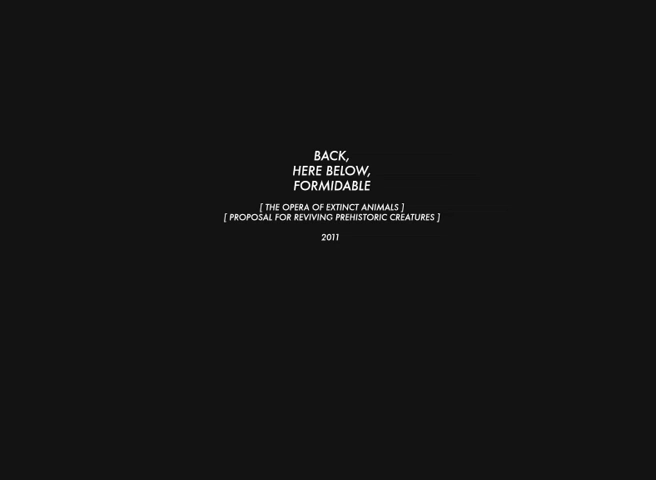 BACK,
HERE BELOW,
FORMIDABLE
[ THE OPERA OF EXTINCT ANIMALS ]
[ PROPOSAL FOR REVIVING PREHISTORIC CREATURES ]
2011